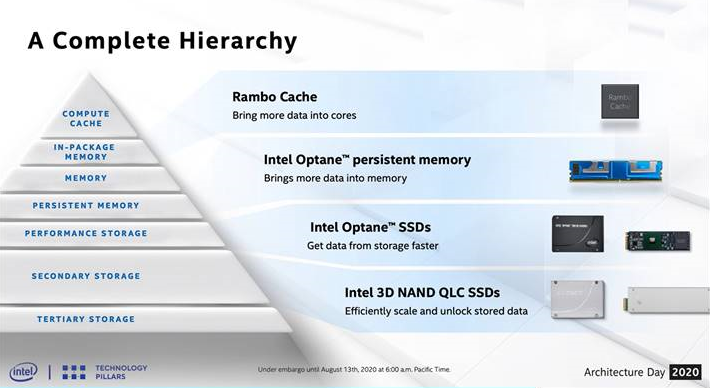 A Complete Hierarchy
COMPUTE
CACHE
IN-PACKAGE
MEMORY
MEMORY
PERSISTENT MEMORY
PERFORMANCE STORAGE
SECONDARY STORAGE
TERTIARY STORAGE
Rambo Cache
Bring more data into cores
Rambo
Cache
Intel Optane™ persistent memory
Brings more data into memory
Intel Optane™ SSDs
Get data from storage faster
Intel 3D NAND QLC SSDs
Efficiently scale and unlock stored data
intel
TECHNOLOGY
PILLARS
Under embargo until August 13th, 2020 at 6:00 a.m. Pacific Time.
Architecture Day 2020